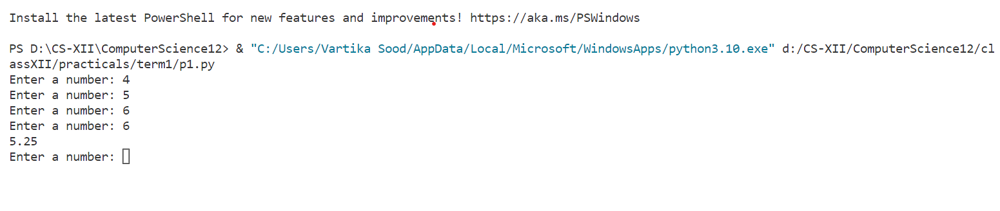 Install the latest PowerShell for new features and improvements! https://aka.ms/PSWindows
PS D:\CS-XII\ComputerScience12> & "C:/Users/Vartika Sood/AppData/Local/Microsoft/WindowsApps/python3.10.exe" d:/CS-XII/ComputerScience12/cl
assXII/practicals/term1/p1.py
Enter a number: 4
Enter a number: 5
Enter a number: 6
Enter a number: 6
5.25
Enter a number: